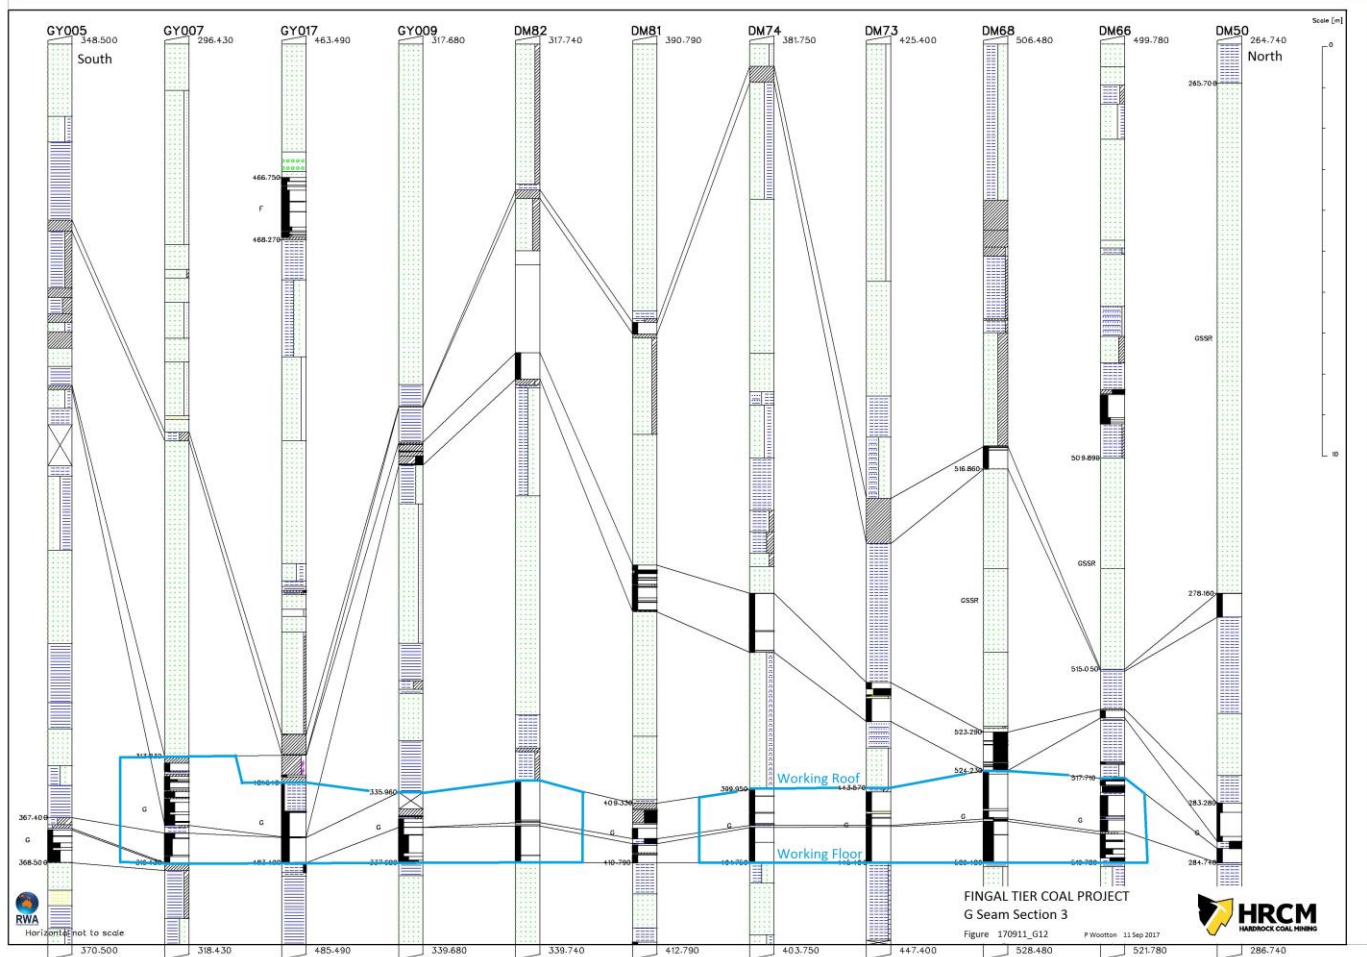 Scale [m]
GY005 GY007 GY017 GY009 DM82 DM81 DM74 DM73 DM68 DM66 DM50
348.500 296.430 463.490 317.680 317.740 390.790 381.750 425.400 506.480 499.780 264.740
South North
0
265.700
466.750
F
468.270
GSSR
10
509.890
516.860
GSSR
GSSR
278.160
515.050
523.290
524.230
517.710
Working Roof
335.960
399.950
413.570
409.330
283.280
367.400
G G G G G G G G G
G
Working Floor
368.500
410.790
284.740
FINGAL TIER COAL PROJECT
G Seam Section 3
Figure 170911_G12 P Wootton 11 Sep 2017
RWA
Horizontal not to scale
HRCM
HARDROCK COAL MINING
370.500 318.430 485.490 339.680 339.740 412.790 403.750 447.400 528.480 521.780 286.740